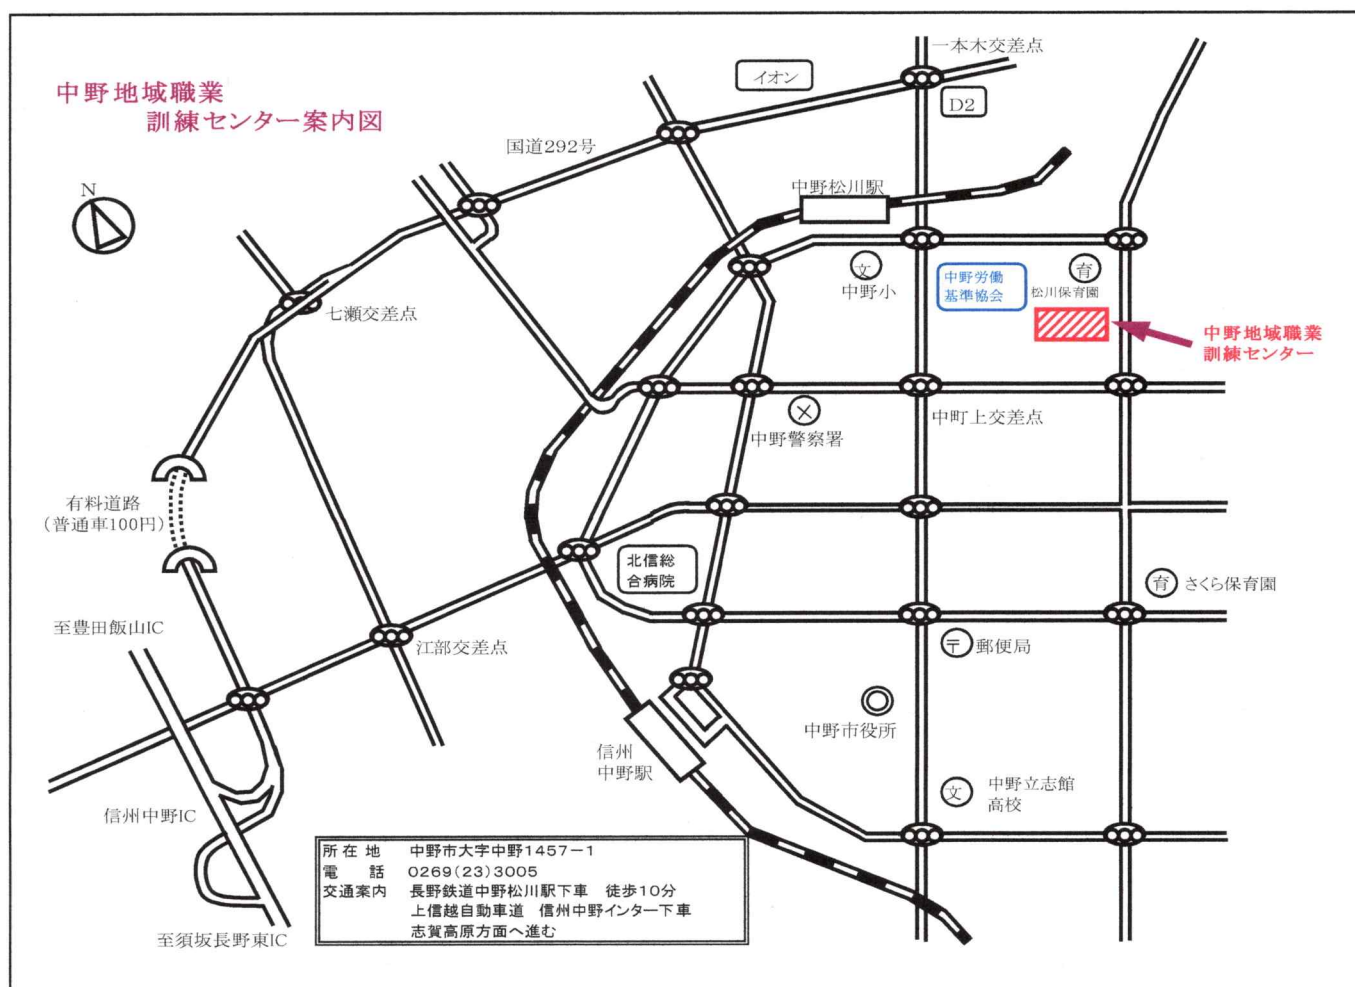 中野地域職業
訓練センター案内図
一本木交差点
イオン
D2
国道292号
N
中野松川駅
七瀬交差点
文
中野小
中野労働
基準協会
育
松川保育園
中野地域職業
訓練センター
中野警察署
中町上交差点
有料道路
(普通車100円)
北信総
合病院
育 さくら保育園
至豊田飯山IC
江部交差点
〒 郵便局
中野市役所
信州
中野駅
文 中野立志館
高校
信州中野IC
至須坂長野東IC
所在地 中野市大字中野1457-1
電 話 0269(23)3005
交通案内 長野鉄道中野松川駅下車 徒歩10分
上信越自動車道 信州中野インター下車
志賀高原方面へ進む